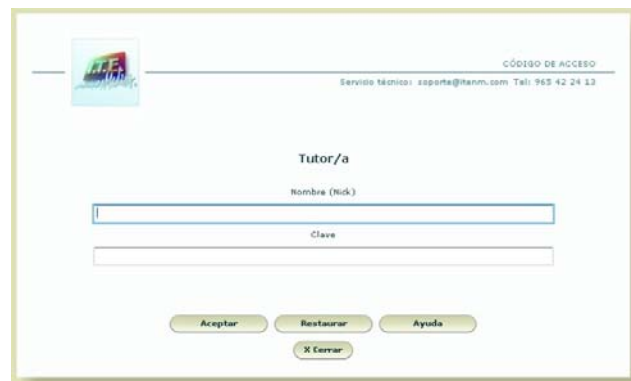 I.T.E.
CÓDIGO DE ACCESO
Servicio técnico: soporte@itenm.com Tel: 965 42 24 13
Tutor/a
Nombre (Nick)
Clave
Aceptar Restaurar Ayuda
X Cerrar